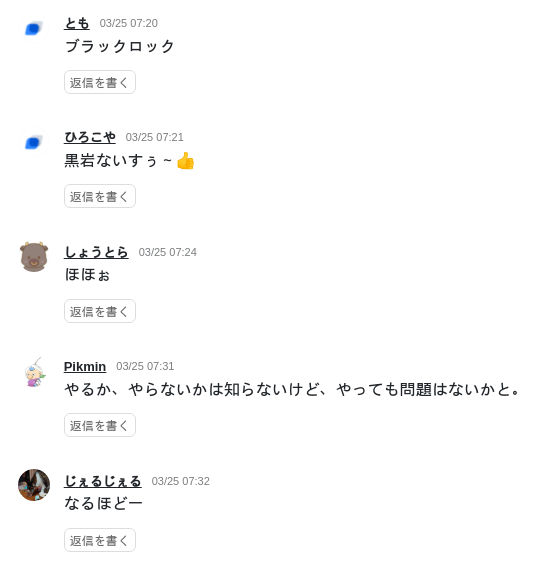 とも 03/25 07:20
ブラックロック
返信を書く
ひろこや 03/25 07:21
黒岩ないすぅ～👍
返信を書く
しょうとら 03/25 07:24
ほほぉ
返信を書く
Pikmin 03/25 07:31
やるか、やらないかは知らないけど、やっても問題はないかと。
返信を書く
じぇるじぇる 03/25 07:32
なるほどー
返信を書く